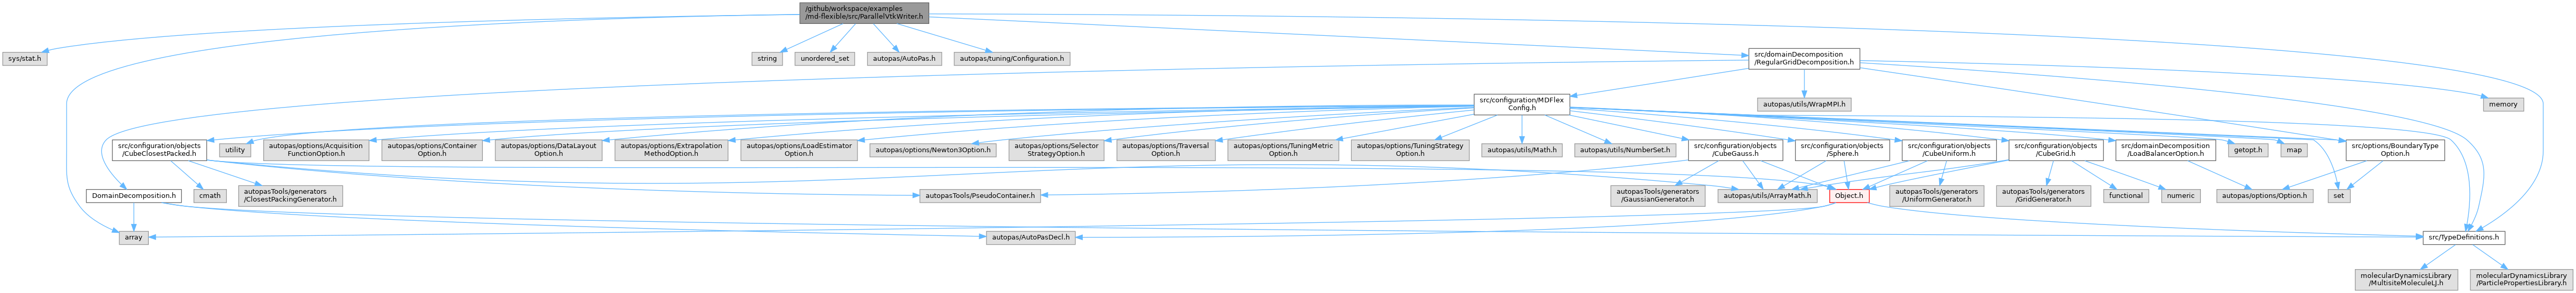 /github/workspace/examples
/md-flexible/src/ParallelVtkWriter.h
sys/stat.h
string
unordered_set
autopas/AutoPas.h
autopas/tuning/Configuration.h
src/domainDecomposition
/RegularGridDecomposition.h
src/configuration/MDFlex
Config.h
autopas/utils/WrapMPI.h
memory
src/configuration/objects
/CubeClosestPacked.h
utility
autopas/options/Acquisition
FunctionOption.h
autopas/options/Container
Option.h
autopas/options/DataLayout
Option.h
autopas/options/Extrapolation
MethodOption.h
autopas/options/LoadEstimator
Option.h
autopas/options/Newton3Option.h
autopas/options/Selector
StrategyOption.h
autopas/options/Traversal
Option.h
autopas/options/TuningMetric
Option.h
autopas/options/TuningStrategy
Option.h
autopas/utils/Math.h
autopas/utils/NumberSet.h
src/configuration/objects
/CubeGauss.h
src/configuration/objects
/Sphere.h
src/configuration/objects
/CubeUniform.h
src/configuration/objects
/CubeGrid.h
src/domainDecomposition
/LoadBalancerOption.h
getopt.h
map
src/options/BoundaryType
Option.h
DomainDecomposition.h
cmath
autopasTools/generators
/ClosestPackingGenerator.h
autopasTools/PseudoContainer.h
autopasTools/generators
/GaussianGenerator.h
autopas/utils/ArrayMath.h
Object.h
autopasTools/generators
/UniformGenerator.h
autopasTools/generators
/GridGenerator.h
functional
numeric
autopas/options/Option.h
set
array
autopas/AutoPasDecl.h
src/TypeDefinitions.h
molecularDynamicsLibrary
/MultisiteMoleculeLJ.h
molecularDynamicsLibrary
/ParticlePropertiesLibrary.h